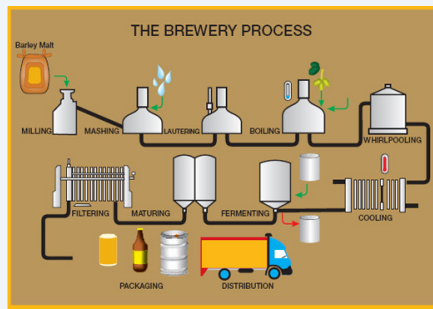 THE BREWERY PROCESS
Barley Malt
MILLING
MASHING
LAUTERING
BOILING
WHIRLPOOLING
FILTERING
MATURING
FERMENTING
COOLING
PACKAGING
DISTRIBUTION